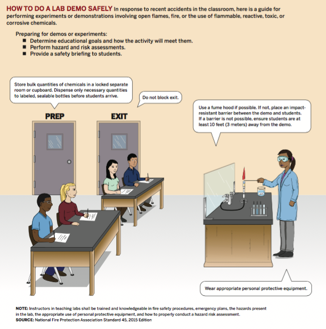 HOW TO DO A LAB DEMO SAFELY In response to recent accidents in the classroom, here is a guide for
performing experiments or demonstrations involving open flames, fire, or the use of flammable, reactive, toxic, or
corrosive chemicals.
Preparing for demos or experiments:
■ Determine educational goals and how the activity will meet them.
■ Perform hazard and risk assessments.
■ Provide a safety briefing to students.
Store bulk quantities of chemicals in a locked separate
room or cupboard. Dispense only necessary quantities
to labeled, sealable bottles before students arrive.
Do not block exit.
Use a fume hood if possible. If not, place an impact-
resistant barrier between the demo and students.
If a barrier is not possible, ensure students are at
least 10 feet (3 meters) away from the demo.
PREP
EXIT
Wear appropriate personal protective equipment.
NOTE: Instructors in teaching labs shall be trained and knowledgeable in fire safety procedures, emergency plans, the hazards present
in the lab, the appropriate use of personal protective equipment, and how to properly conduct a hazard risk assessment.
SOURCE: National Fire Protection Association Standard 45, 2015 Edition